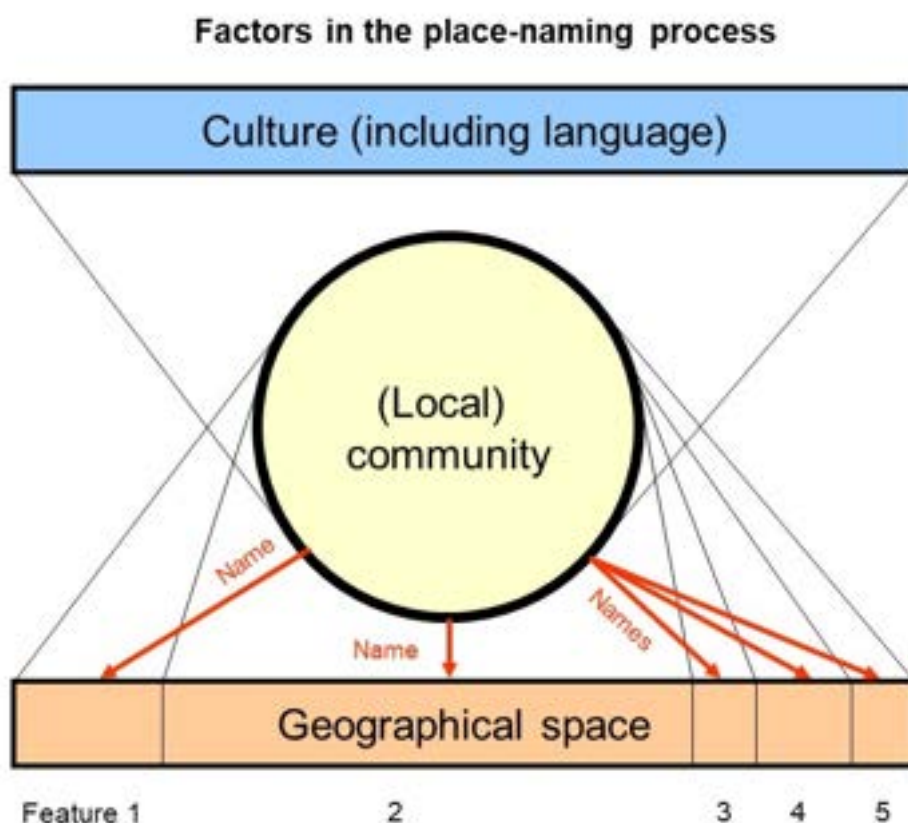 Factors in the place-naming process
Culture (including language)
(Local)
community
Name
Name
Names
Geographical space
Feature 1
2
3
4
5